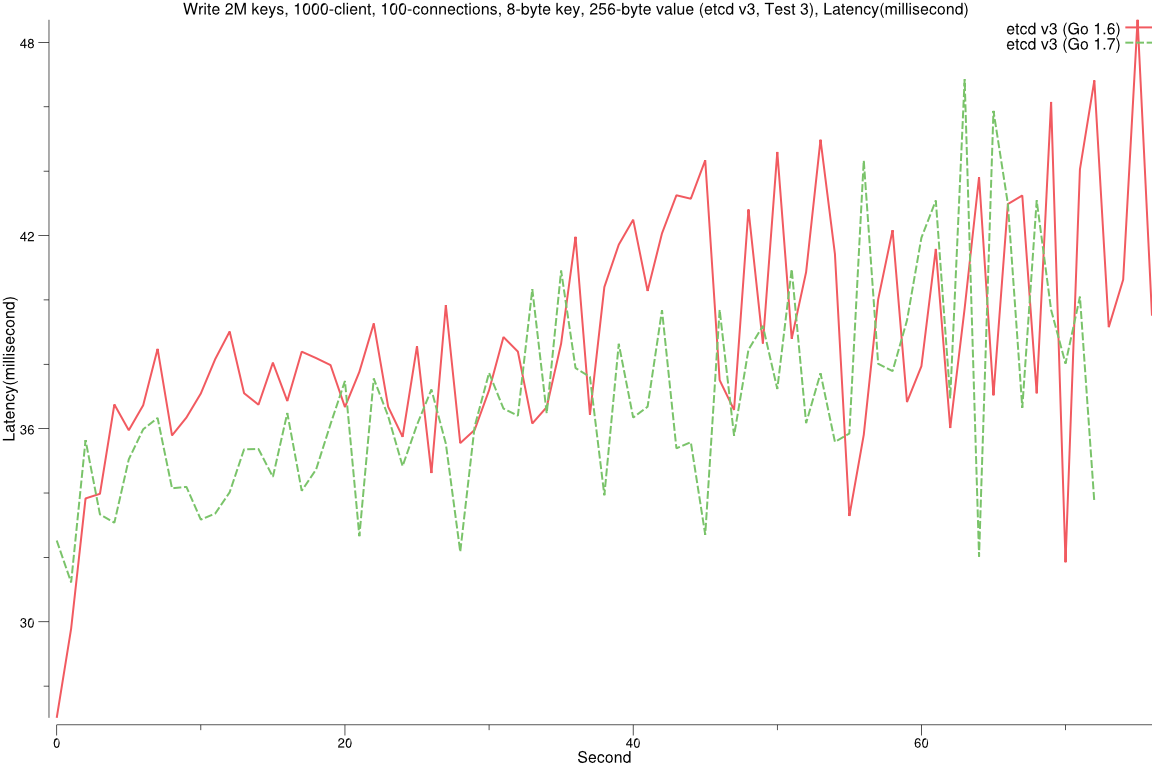 Write 2M keys, 1000-client, 100-connections, 8-byte key, 256-byte value (etcd v3, Test 3), Latency(millisecond)
etcd v3 (Go 1.6)
etcd v3 (Go 1.7)
48
42
36
30
Latency(millisecond)
0 20 40 60
Second